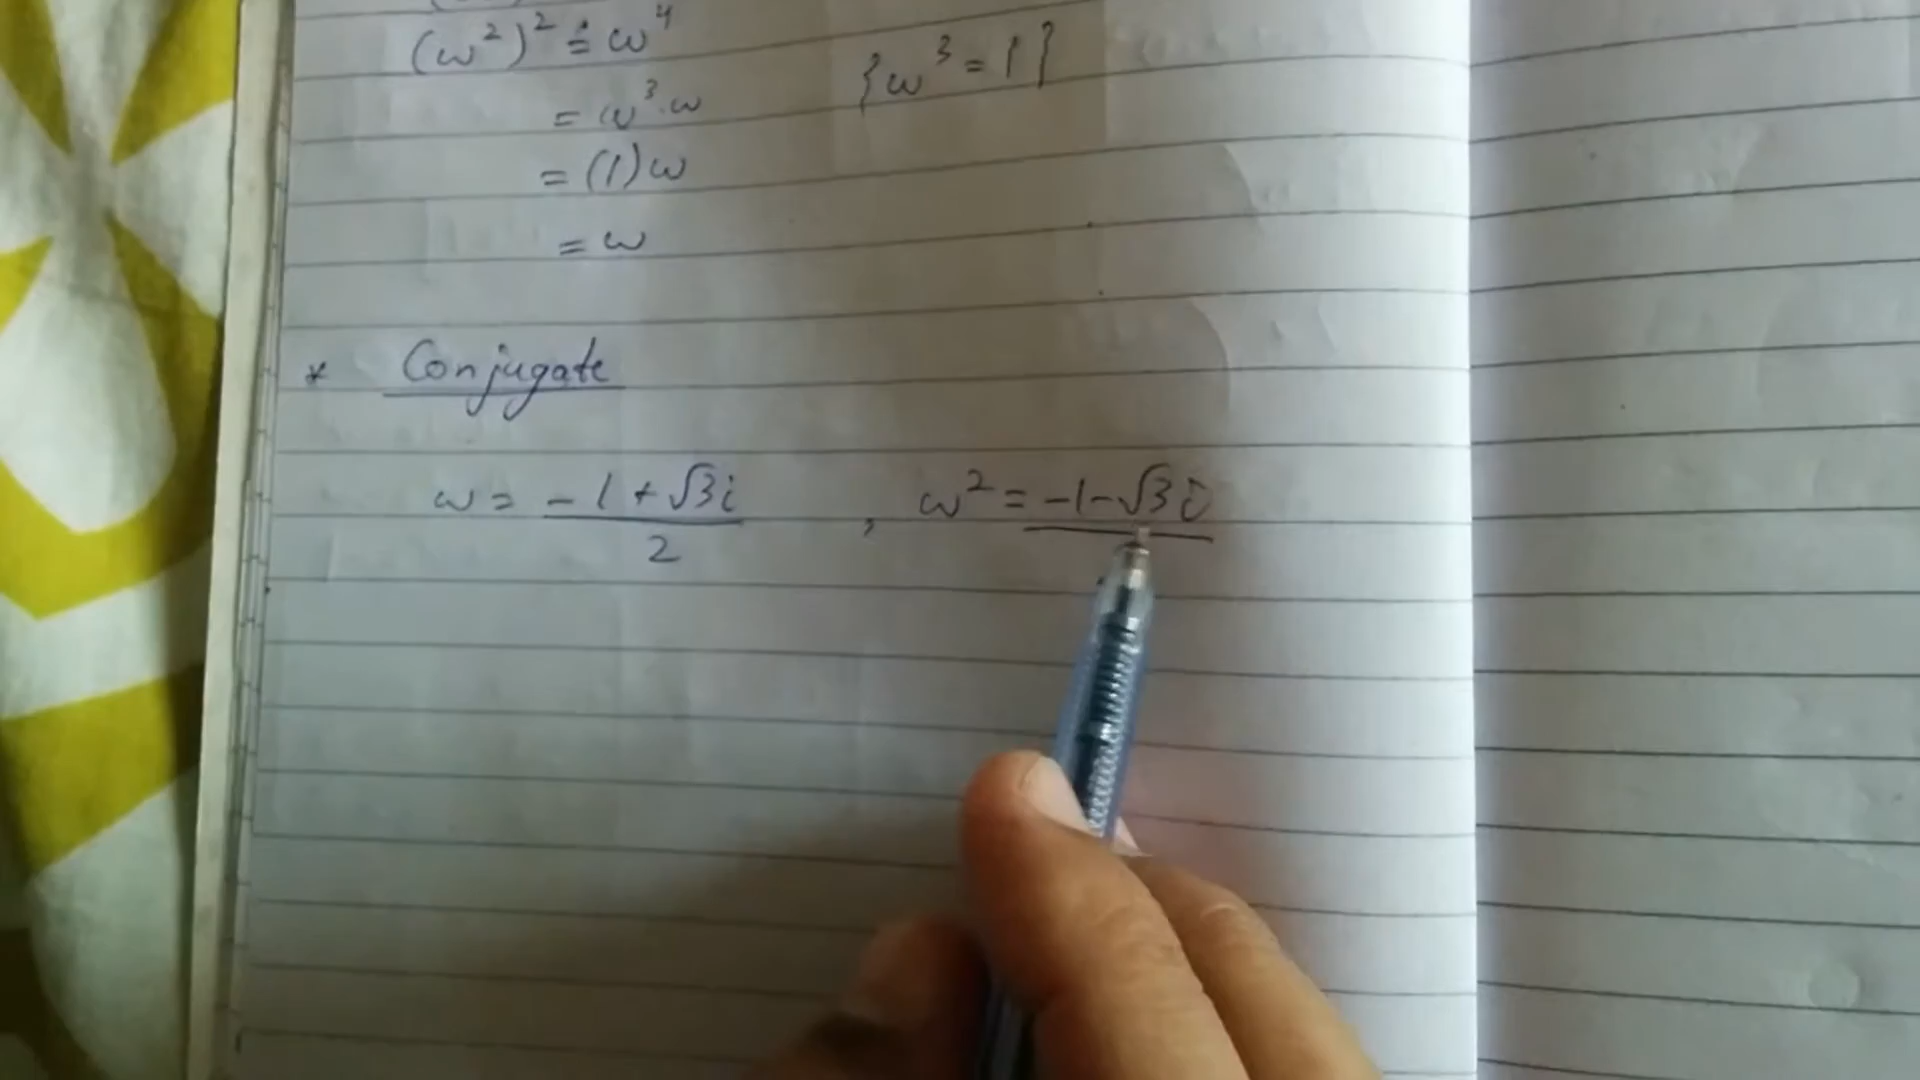 (ω²)² = ω⁴
= ω³.ω {ω³ = 1}
= (1)ω
= ω
* Conjugate
ω = -1+√3i/2 , ω² = -1-√3i